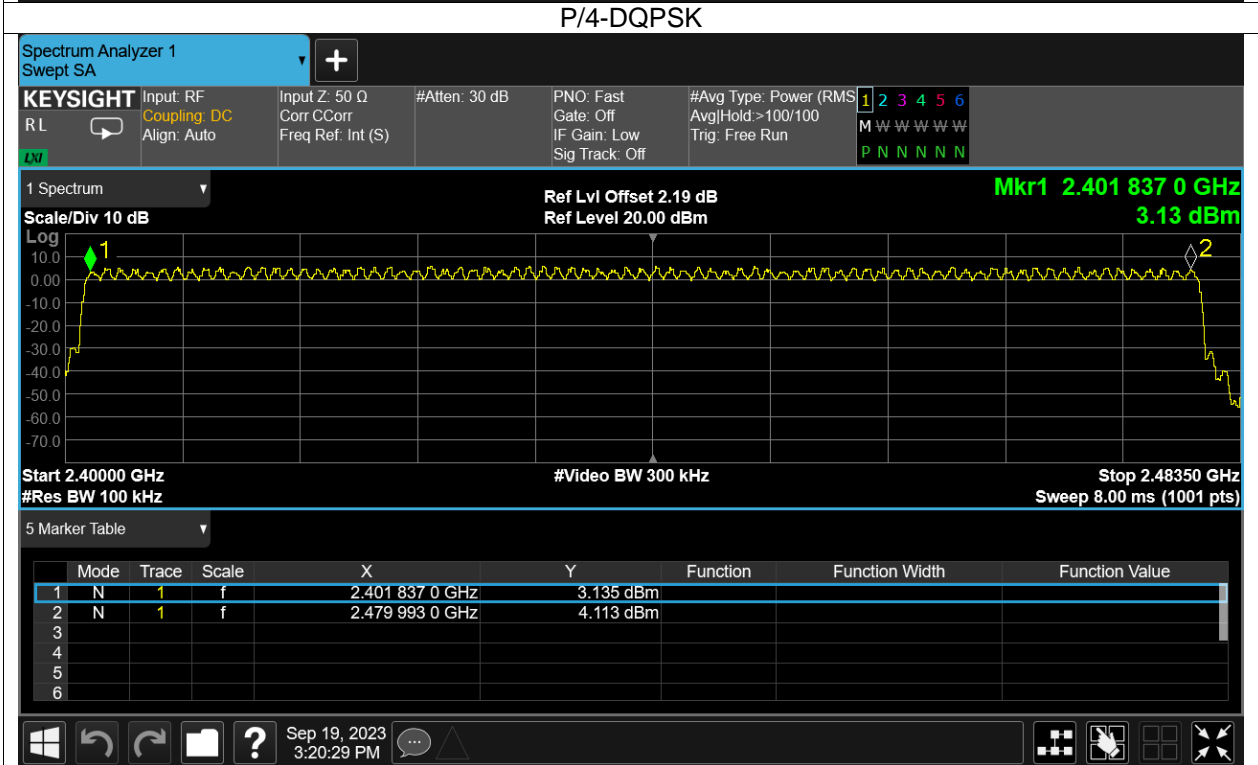 P/4-DQPSK
Spectrum Analyzer 1
Swept SA
+
KEYSIGHT
R L
LXI
Input: RF
Coupling: DC
Align: Auto
Input Z: 50 Ω
Corr CCorr
Freq Ref: Int (S)
#Atten: 30 dB
PNO: Fast
Gate: Off
IF Gain: Low
Sig Track: Off
#Avg Type: Power (RMS
Avg|Hold:>100/100
Trig: Free Run
1 2 3 4 5 6
M W W W W W
P N N N N N
1 Spectrum
Scale/Div 10 dB
Ref Lvl Offset 2.19 dB
Ref Level 20.00 dBm
Mkr1 2.401 837 0 GHz
3.13 dBm
Log
1
2
10.0
0.00
-10.0
-20.0
-30.0
-40.0
-50.0
-60.0
-70.0
Start 2.40000 GHz
#Res BW 100 kHz
#Video BW 300 kHz
Stop 2.48350 GHz
Sweep 8.00 ms (1001 pts)
5 Marker Table
Mode Trace Scale X Y Function Function Width Function Value
1 N 1 f 2.401 837 0 GHz 3.135 dBm
2 N 1 f 2.479 993 0 GHz 4.113 dBm
3
4
5
6
?
Sep 19, 2023
3:20:29 PM